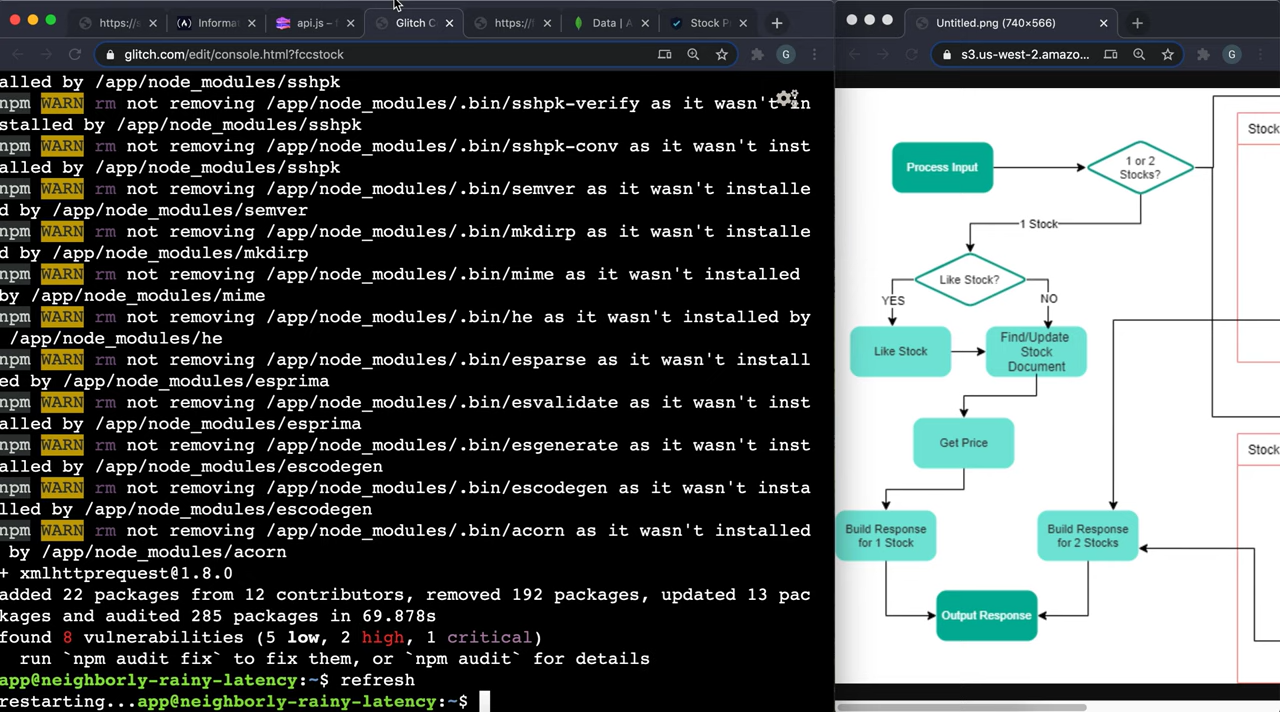 https://s
Informat
api.js – f
Glitch C
https://f
Data | A
Stock P
glitch.com/edit/console.html?fccstock
G
alled by /app/node_modules/sshpk
npm WARN rm not removing /app/node_modules/.bin/sshpk-verify as it wasn't in
stalled by /app/node_modules/sshpk
npm WARN rm not removing /app/node_modules/.bin/sshpk-conv as it wasn't inst
alled by /app/node_modules/sshpk
npm WARN rm not removing /app/node_modules/.bin/semver as it wasn't installe
d by /app/node_modules/semver
npm WARN rm not removing /app/node_modules/.bin/mkdirp as it wasn't installe
d by /app/node_modules/mkdirp
npm WARN rm not removing /app/node_modules/.bin/mime as it wasn't installed
by /app/node_modules/mime
npm WARN rm not removing /app/node_modules/.bin/he as it wasn't installed by
/app/node_modules/he
npm WARN rm not removing /app/node_modules/.bin/esparse as it wasn't install
ed by /app/node_modules/esprima
npm WARN rm not removing /app/node_modules/.bin/esvalidate as it wasn't inst
alled by /app/node_modules/esprima
npm WARN rm not removing /app/node_modules/.bin/esgenerate as it wasn't inst
alled by /app/node_modules/escodegen
npm WARN rm not removing /app/node_modules/.bin/escodegen as it wasn't insta
lled by /app/node_modules/escodegen
npm WARN rm not removing /app/node_modules/.bin/acorn as it wasn't installed
by /app/node_modules/acorn
+ xmlhttprequest@1.8.0
added 22 packages from 12 contributors, removed 192 packages, updated 13 pac
kages and audited 285 packages in 69.878s
found 8 vulnerabilities (5 low, 2 high, 1 critical)
run `npm audit fix` to fix them, or `npm audit` for details
app@neighborly-rainy-latency:~$ refresh
restarting...app@neighborly-rainy-latency:~$
Untitled.png (740×566)
s3.us-west-2.amazo...
G
Process Input
1 or 2
Stocks?
Stock
1 Stock
Like Stock?
YES
NO
Like Stock
Find/Update
Stock
Document
Get Price
Stock
Build Response
for 1 Stock
Build Response
for 2 Stocks
Output Response